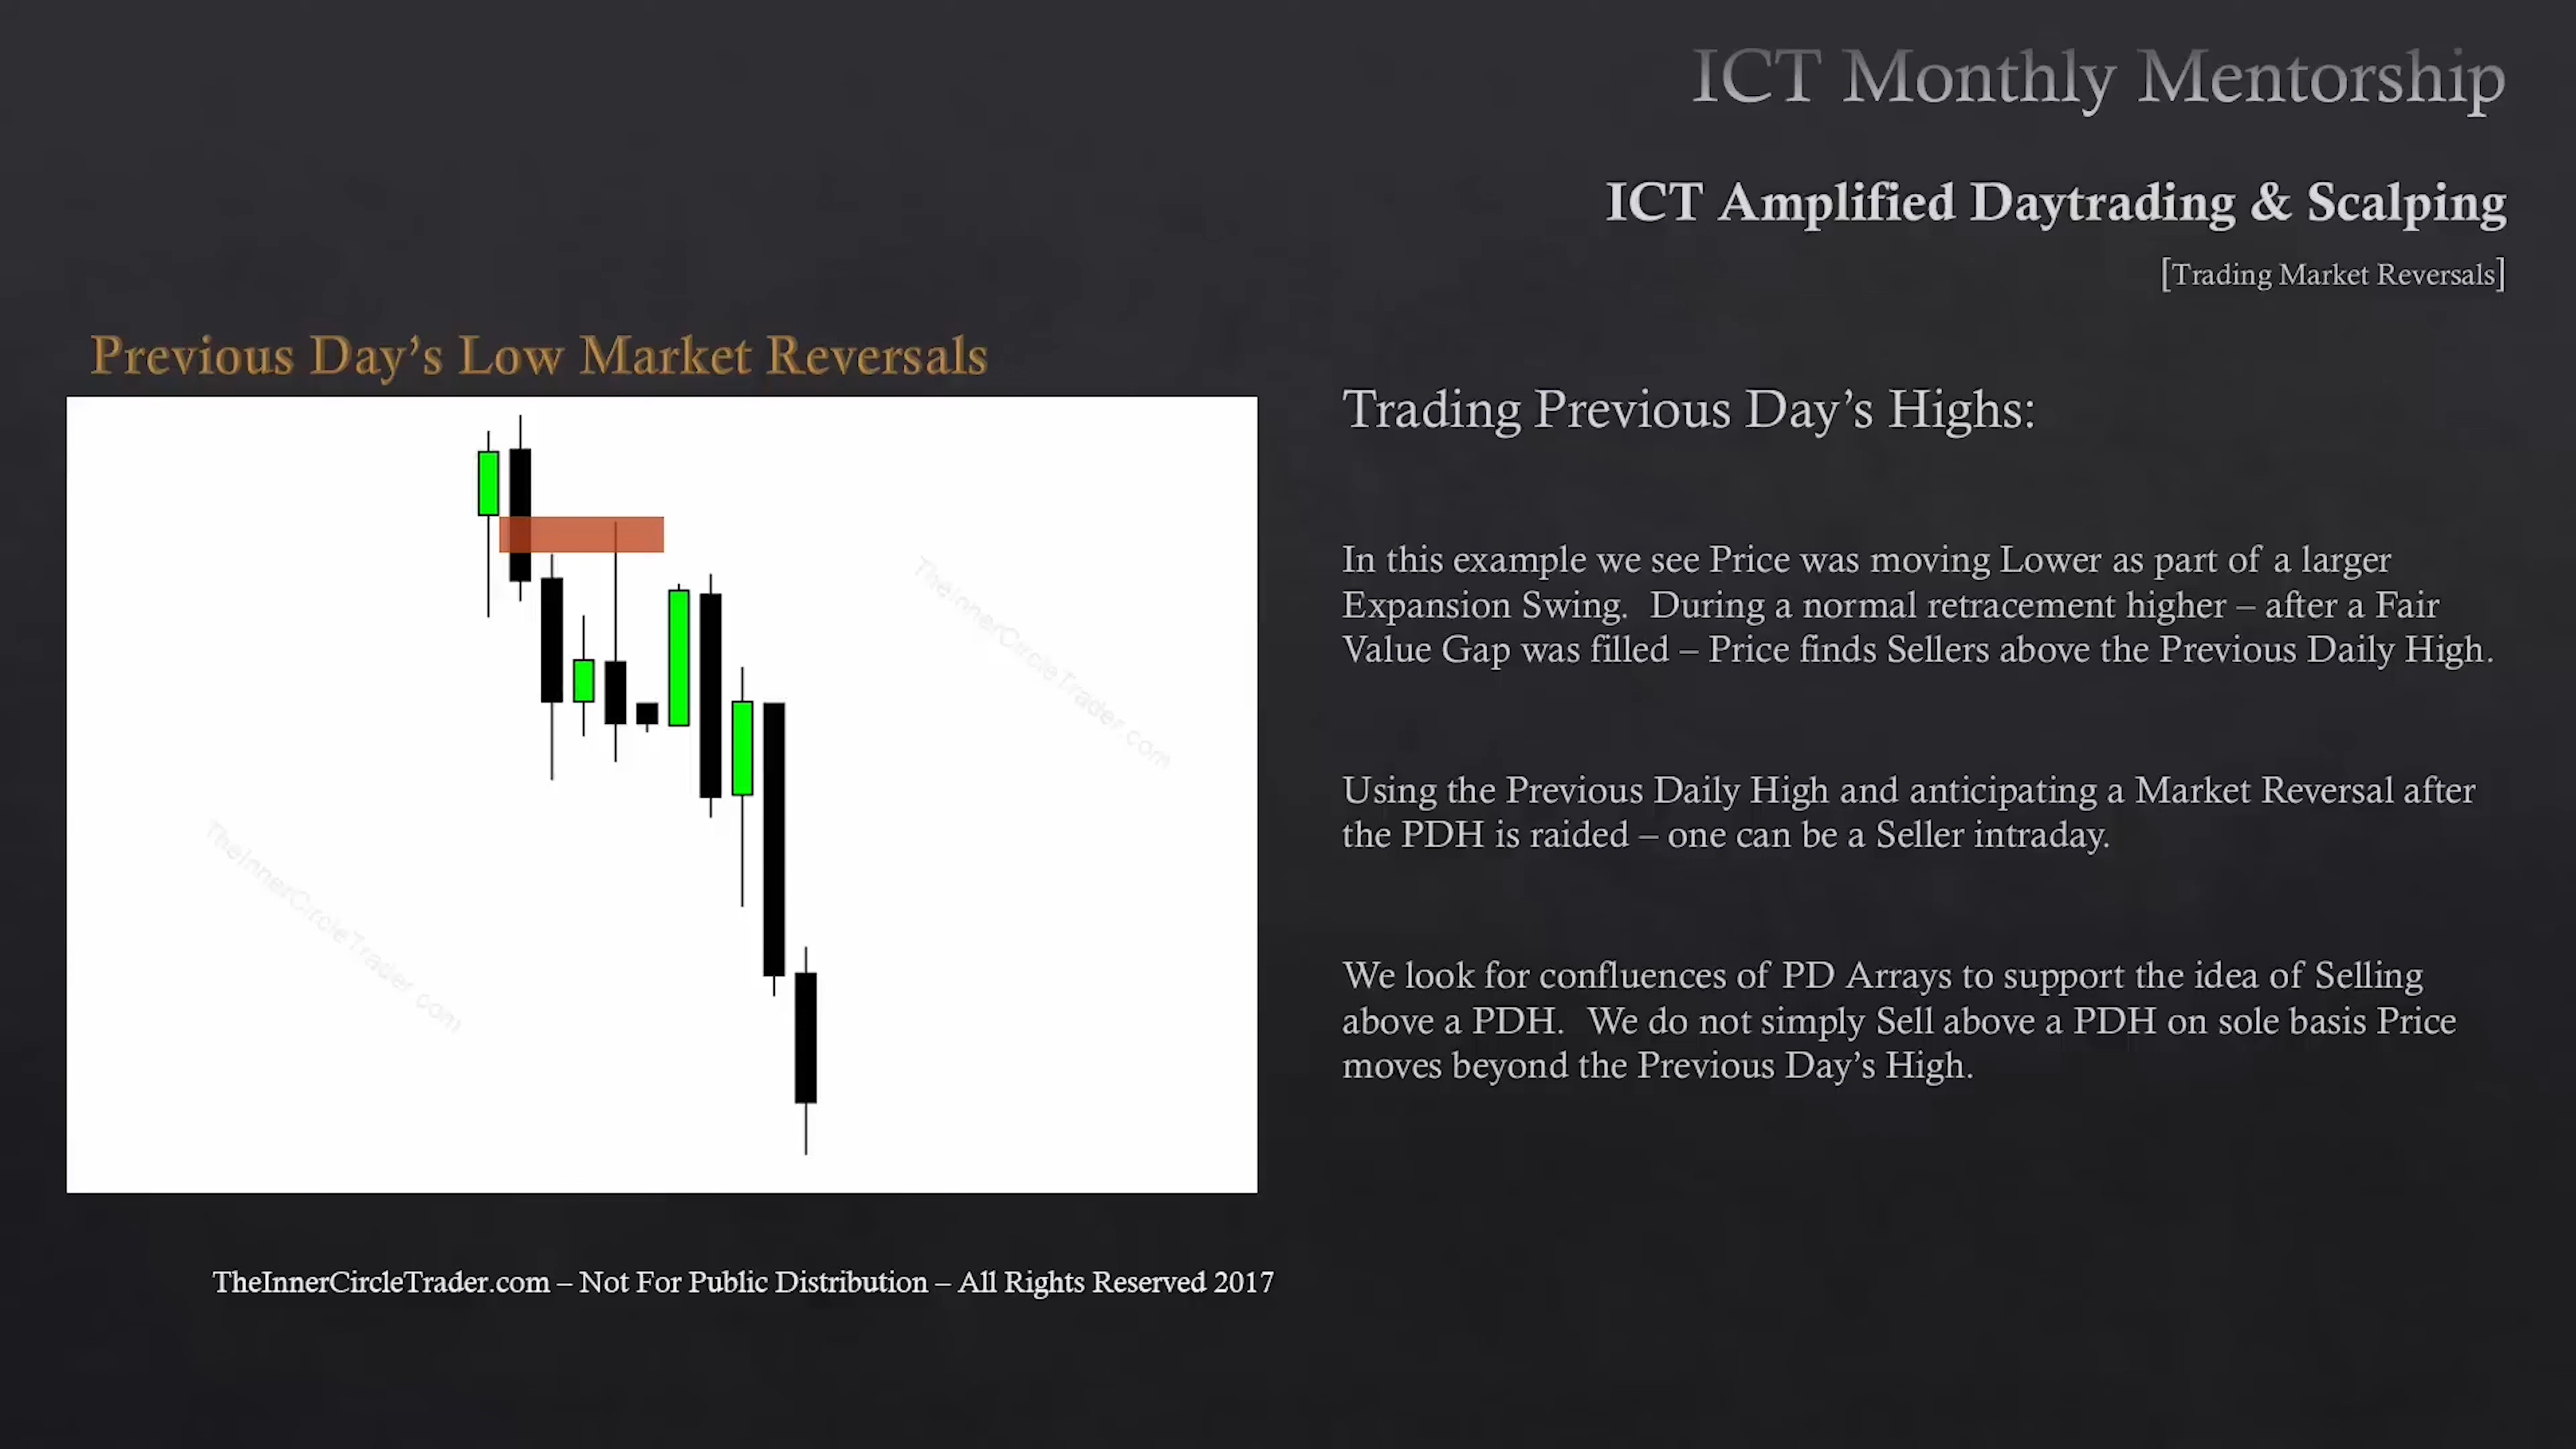 ICT Monthly Mentorship
ICT Amplified Daytrading & Scalping
[Trading Market Reversals]
Previous Day's Low Market Reversals
TheInnerCircleTrader.com
TheInnerCircleTrader.com
Trading Previous Day's Highs:
In this example we see Price was moving Lower as part of a larger
Expansion Swing. During a normal retracement higher – after a Fair
Value Gap was filled – Price finds Sellers above the Previous Daily High.
Using the Previous Daily High and anticipating a Market Reversal after
the PDH is raided – one can be a Seller intraday.
We look for confluences of PD Arrays to support the idea of Selling
above a PDH. We do not simply Sell above a PDH on sole basis Price
moves beyond the Previous Day's High.
TheInnerCircleTrader.com – Not For Public Distribution – All Rights Reserved 2017